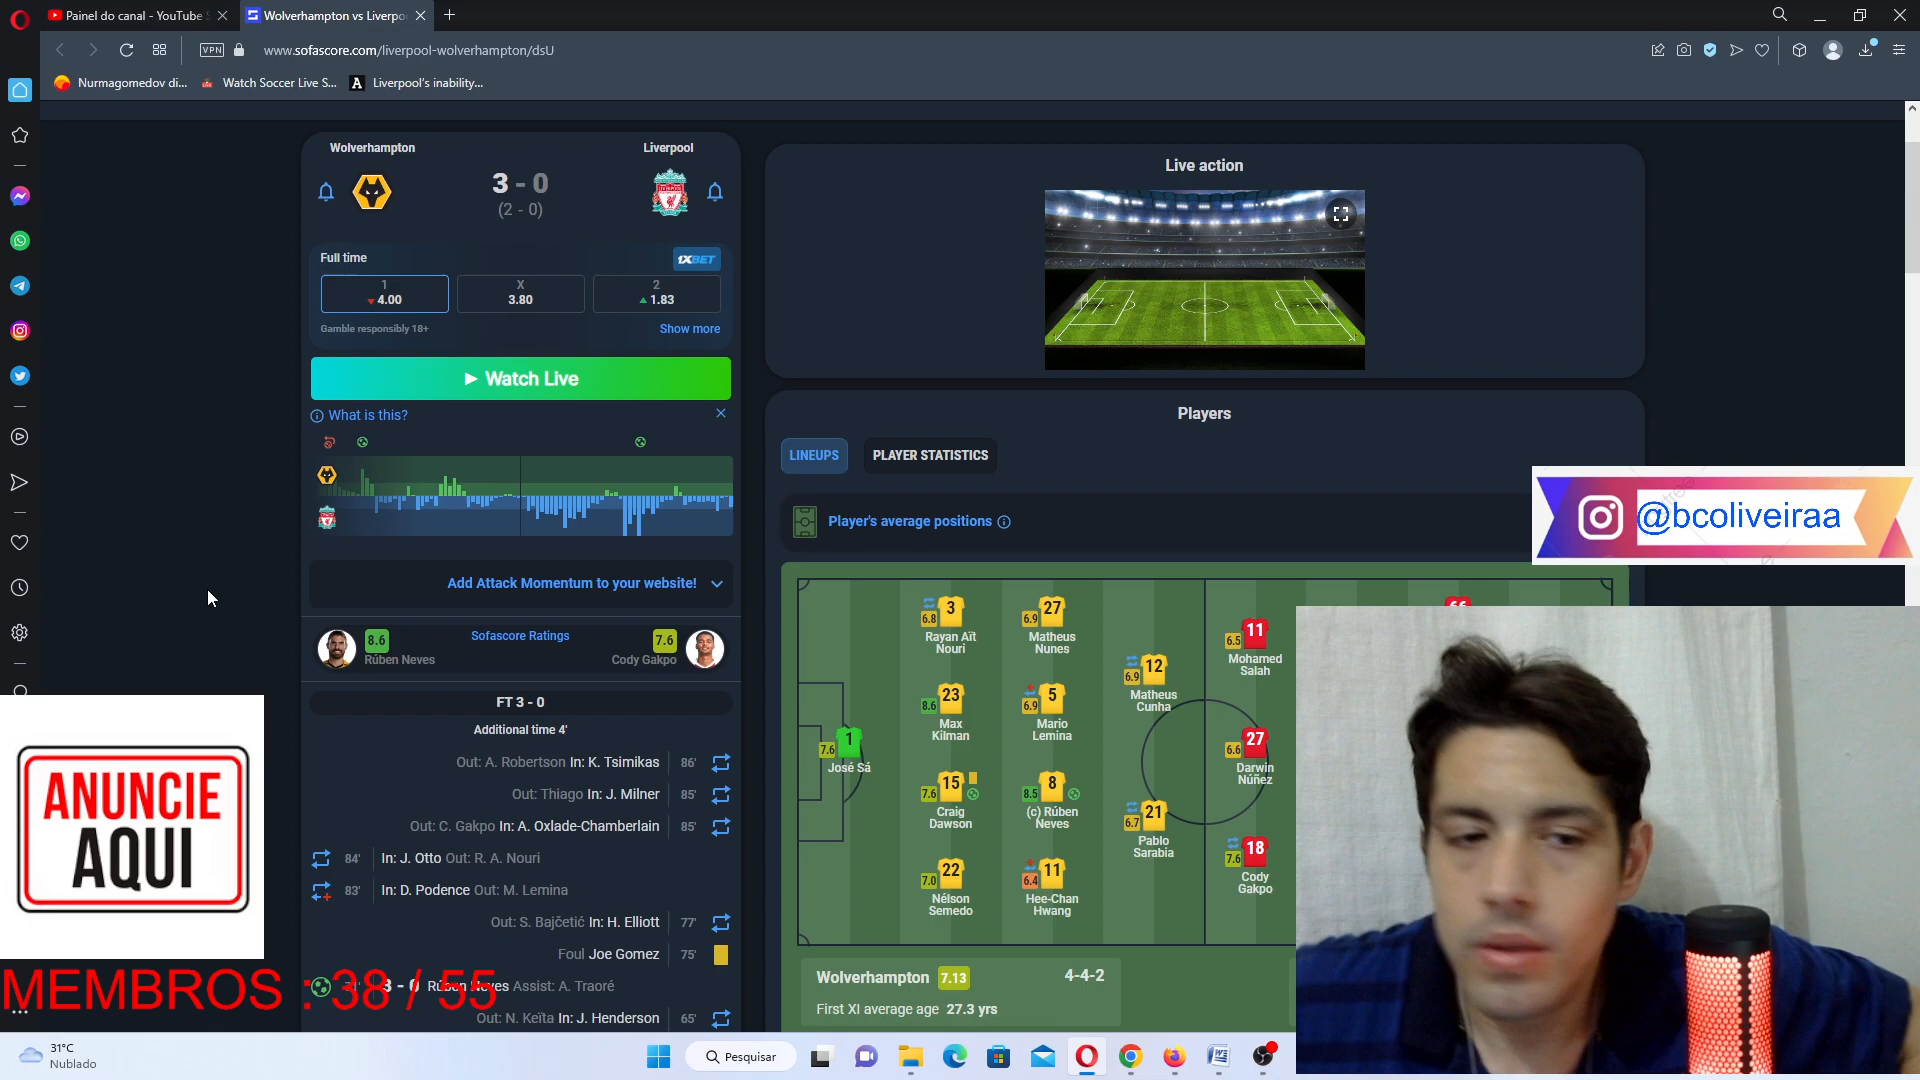 Painel do canal - YouTube S
Wolverhampton vs Liverpo
VPN
www.sofascore.com/liverpool-wolverhampton/dsU
Nurmagomedov di...
Watch Soccer Live S...
A
Liverpool's inability...
Wolverhampton
Liverpool
3 - 0
(2 - 0)
Full time
1XBET
1
4.00
X
3.80
2
1.83
Gamble responsibly 18+
Show more
Watch Live
What is this?
Add Attack Momentum to your website!
8.6
Rúben Neves
Sofascore Ratings
7.6
Cody Gakpo
FT 3 - 0
Additional time 4'
Out: A. Robertson In: K. Tsimikas 86'
Out: Thiago In: J. Milner 85'
Out: C. Gakpo In: A. Oxlade-Chamberlain 85'
84' In: J. Otto Out: R. A. Nouri
83' In: D. Podence Out: M. Lemina
Out: S. Bajčetić In: H. Elliott 77'
Foul Joe Gomez 75'
3 - 0 Rúben Neves Assist: A. Traoré
Out: N. Keïta In: J. Henderson 65'
Live action
Players
LINEUPS
PLAYER STATISTICS
Player's average positions
1
7.6
José Sá
3
6.8
Rayan Aït
Nouri
23
8.6
Max
Kilman
15
7.6
Craig
Dawson
22
7.0
Nélson
Semedo
27
6.9
Matheus
Nunes
5
6.9
Mario
Lemina
8
8.5
(c) Rúben
Neves
11
6.4
Hee-Chan
Hwang
12
6.9
Matheus
Cunha
21
6.7
Pablo
Sarabia
11
6.5
Mohamed
Salah
27
6.6
Darwin
Núñez
18
7.6
Cody
Gakpo
66
Wolverhampton 7.13
4-4-2
First XI average age 27.3 yrs
@bcoliveiraa
ANUNCIE
AQUI
MEMBROS : 38 / 55
31°C
Nublado
Pesquisar